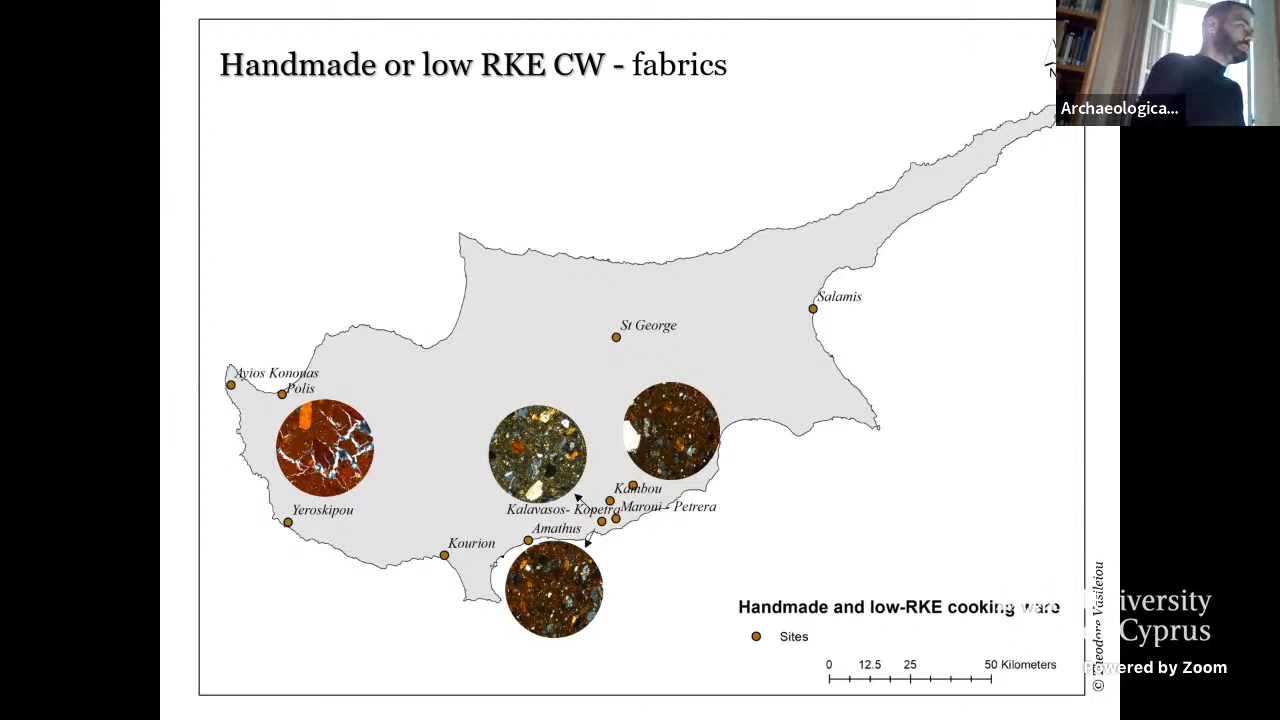 Handmade or low RKE CW - fabrics
N
Archaeologica...
Salamis
St George
Ayios Kononas
Polis
Kambou
Kalavasos- Kopetra
Maroni - Petrera
Yeroskipou
Amathus
Kourion
Handmade and low-RKE cooking ware
Sites
0 12.5 25 50 Kilometers
© Theodore Vasileiou
iversity
Cyprus
Powered by Zoom